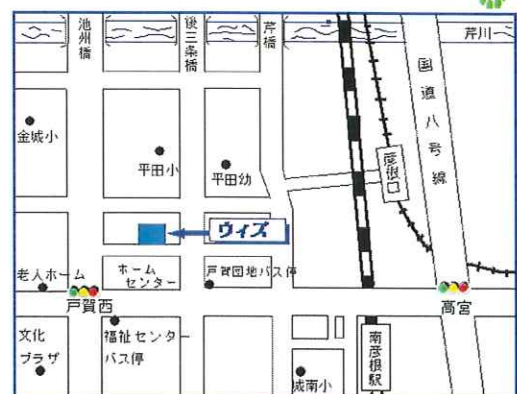 池州橋
後三条橋
芹橋
芹川
国道八号線
金城小
平田小
平田幼
彦根口
ウィズ
老人ホーム
ホーム
センター
戸賀団地バス停
戸賀西
高宮
文化
プラザ
福祉センター
バス停
南彦根駅
城南小